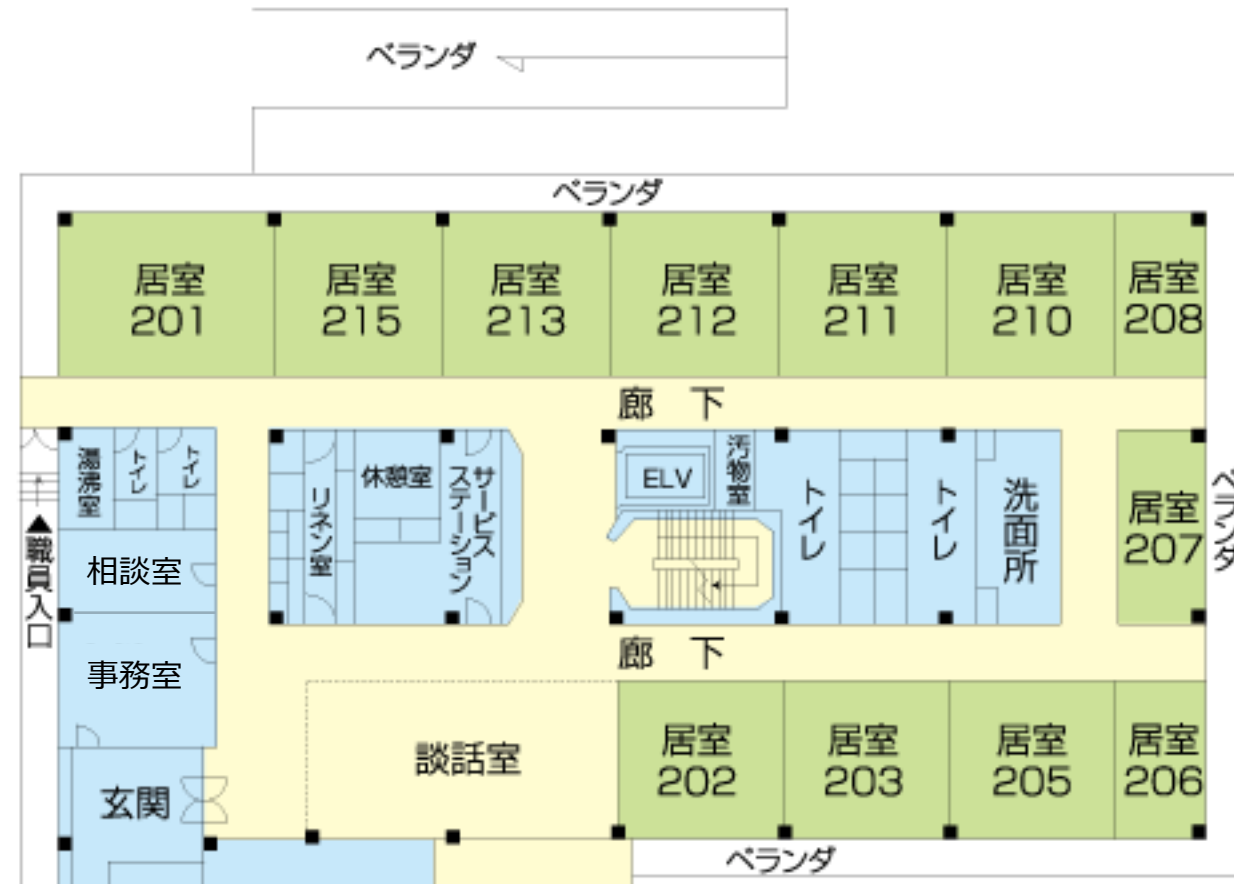 ベランダ
ベランダ
居室
201
居室
215
居室
213
居室
212
居室
211
居室
210
居室
208
廊 下
湯沸室
トイレ
トイレ
リネン室
休憩室
サービス
ステーション
ELV
汚物室
トイレ
トイレ
洗面所
居室
207
ベランダ
▲職員入口
相談室
事務室
廊 下
談話室
居室
202
居室
203
居室
205
居室
206
玄関
ベランダ